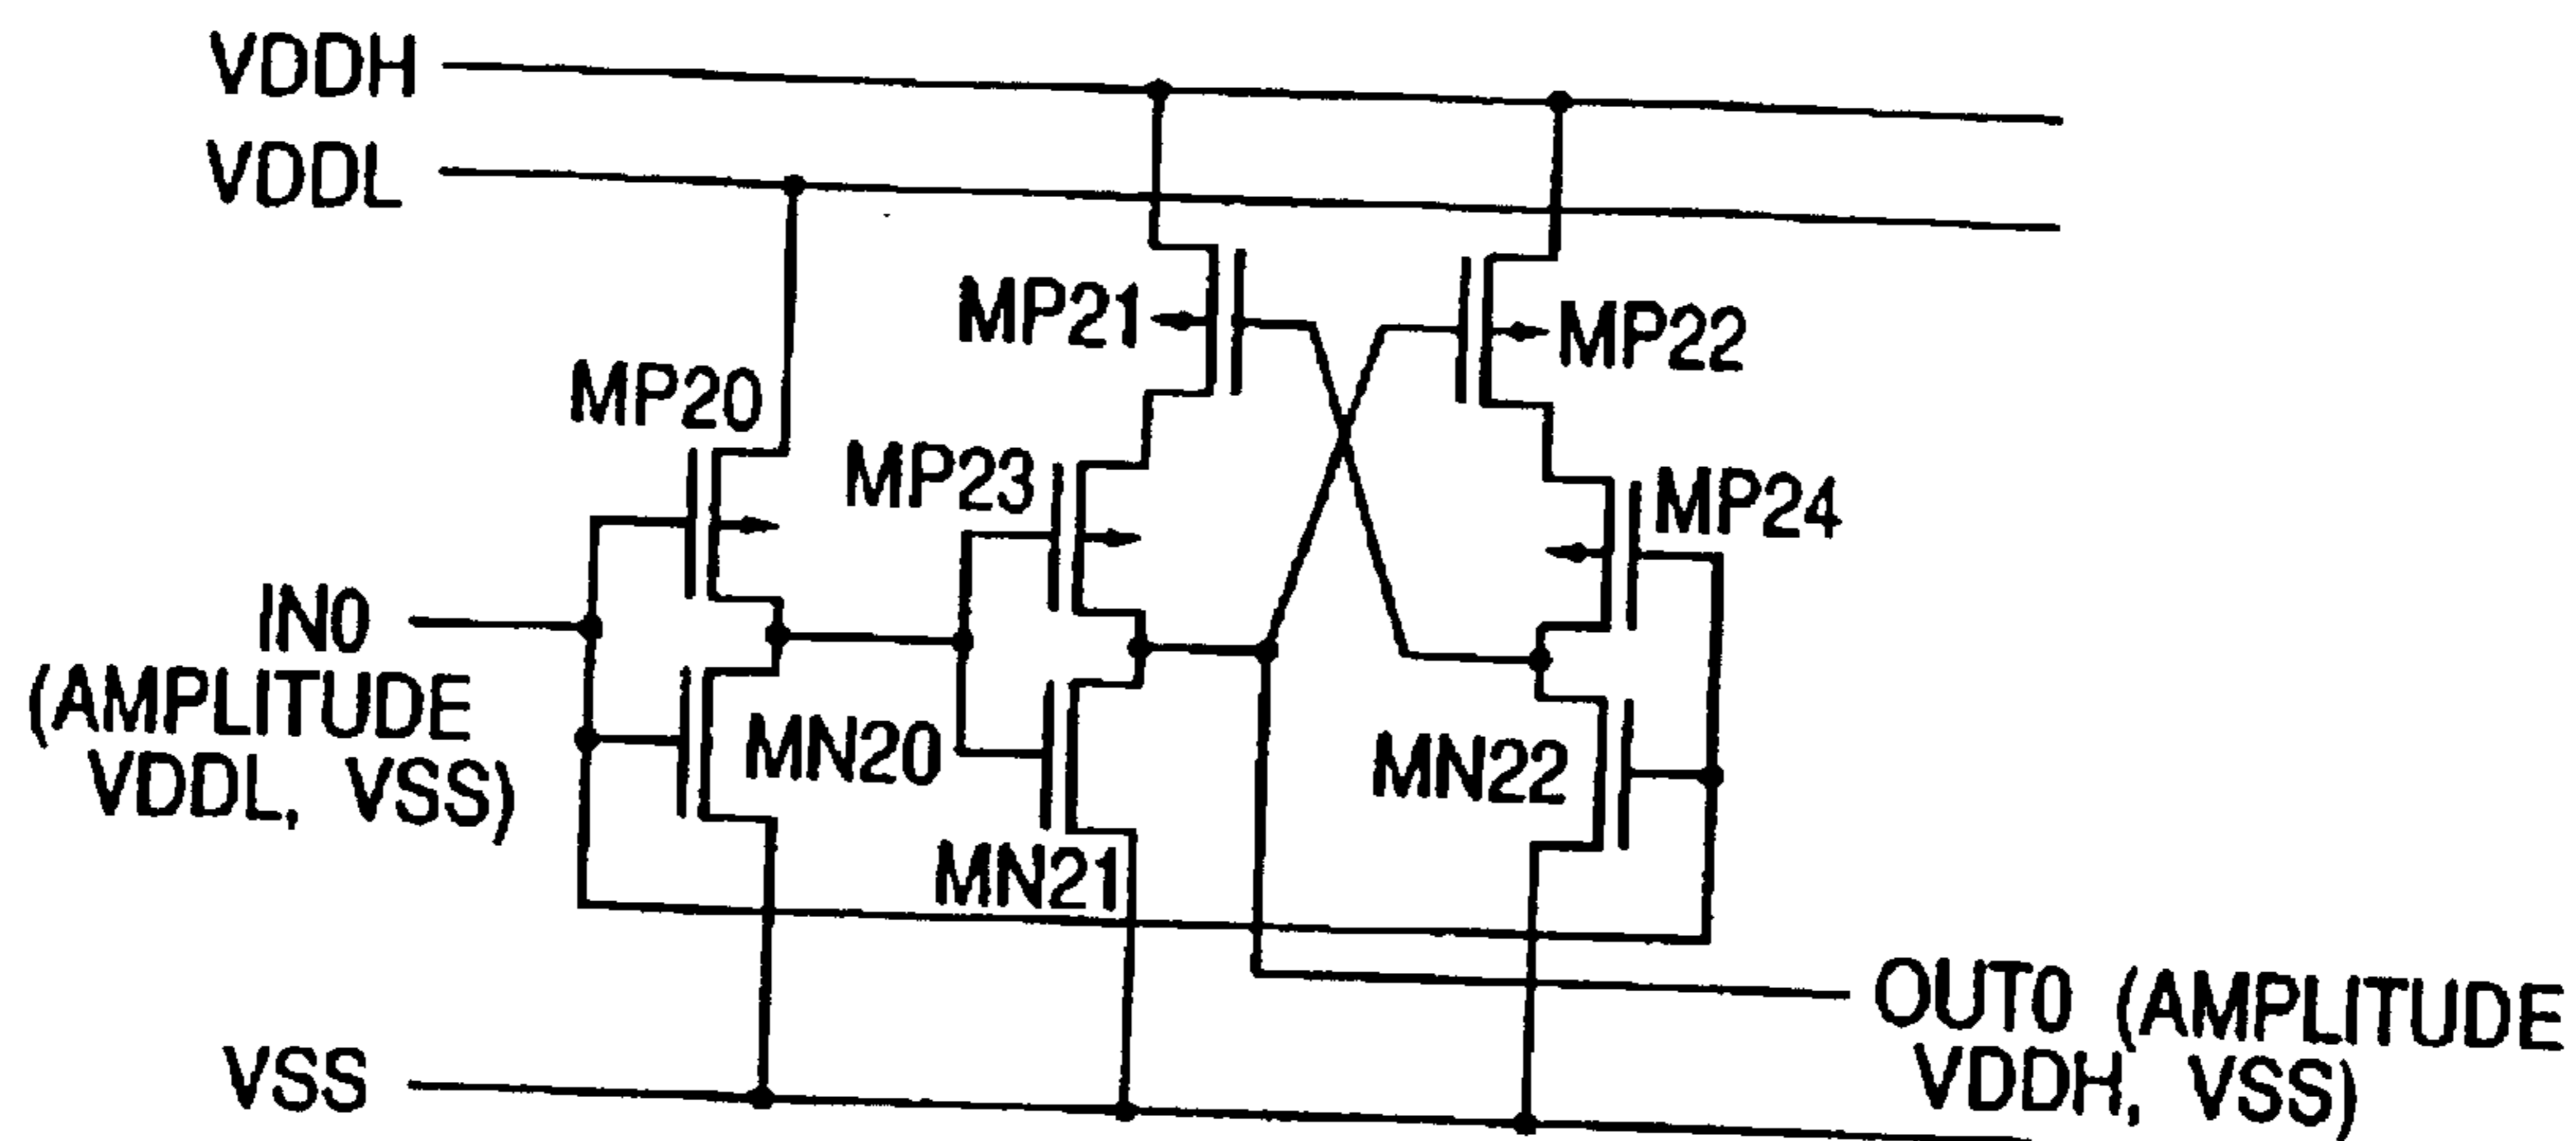 VDDH
VDDL
MP21
MP22
MP20
MP23
MP24
IN0
(AMPLITUDE
VDDL, VSS)
MN20
MN22
MN21
OUT0 (AMPLITUDE
VDDH, VSS)
VSS